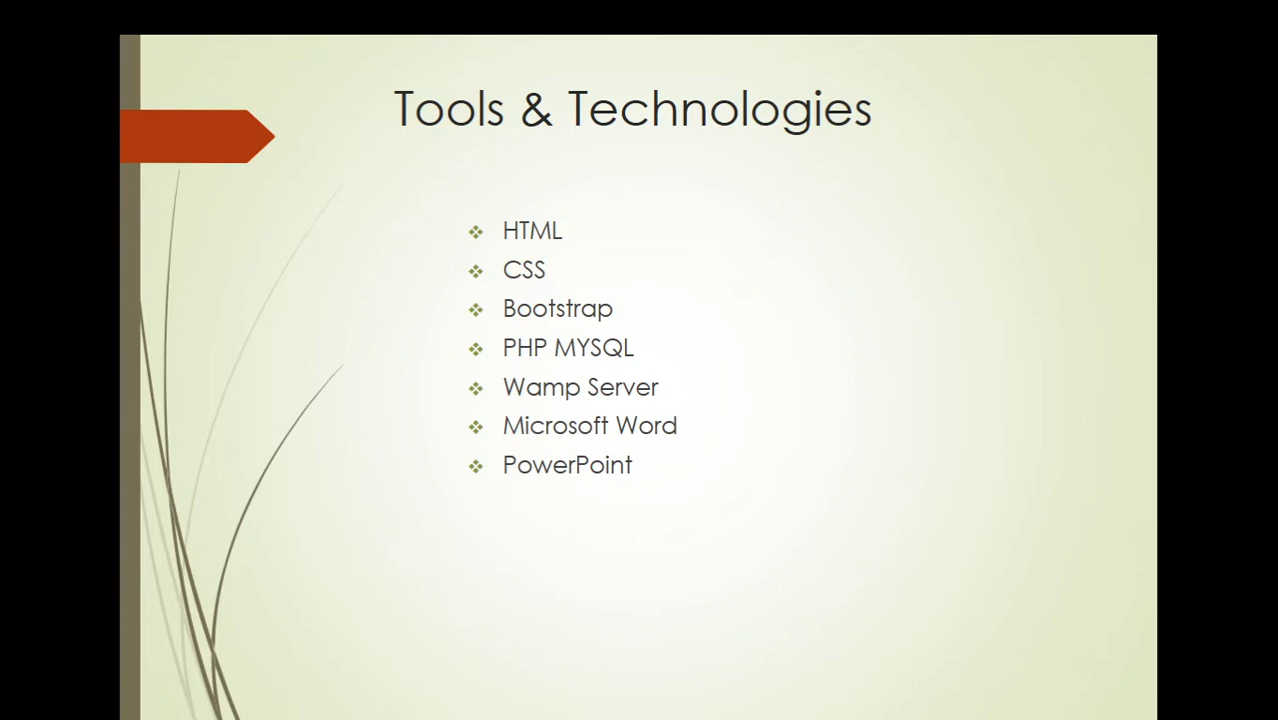 Tools & Technologies
HTML
CSS
Bootstrap
PHP MYSQL
Wamp Server
Microsoft Word
PowerPoint